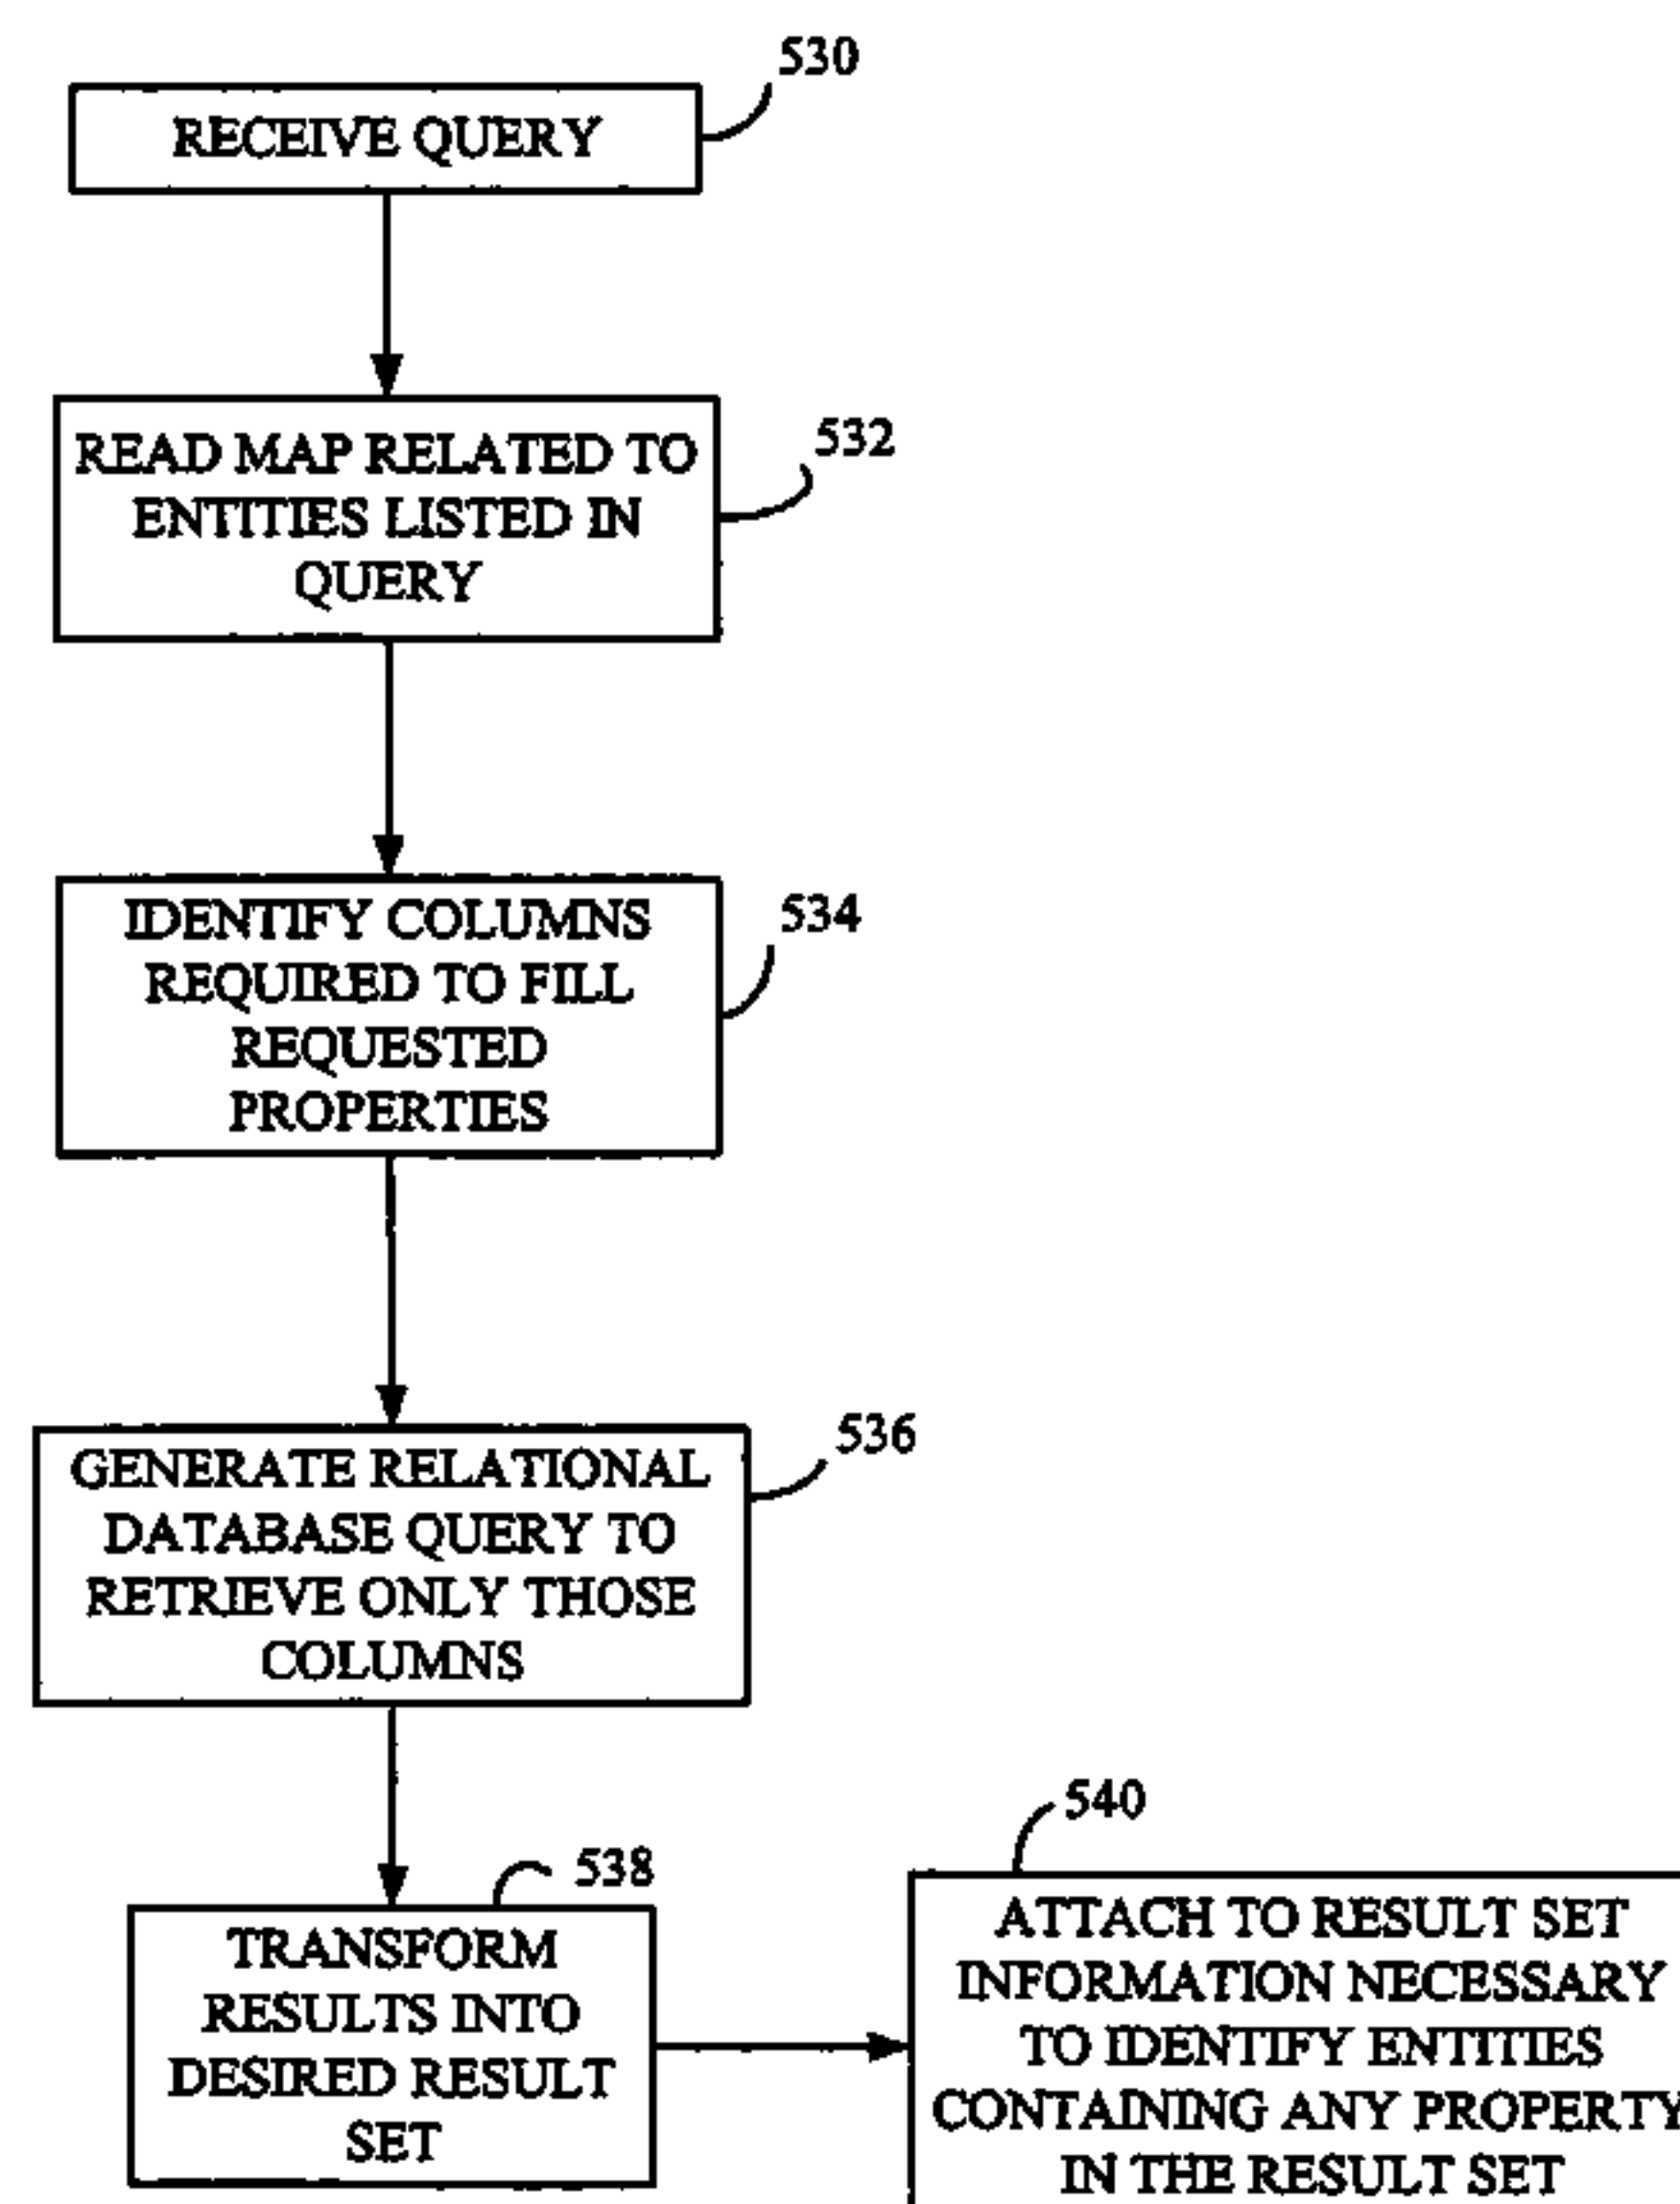 530
RECEIVE QUERY
532
READ MAP RELATED TO
ENTITIES LISTED IN
QUERY
534
IDENTIFY COLUMNS
REQUIRED TO FILL
REQUESTED
PROPERTIES
536
GENERATE RELATIONAL
DATABASE QUERY TO
RETRIEVE ONLY THOSE
COLUMNS
538
TRANSFORM
RESULTS INTO
DESIRED RESULT
SET
540
ATTACH TO RESULT SET
INFORMATION NECESSARY
TO IDENTIFY ENTITIES
CONTAINING ANY PROPERTY
IN THE RESULT SET